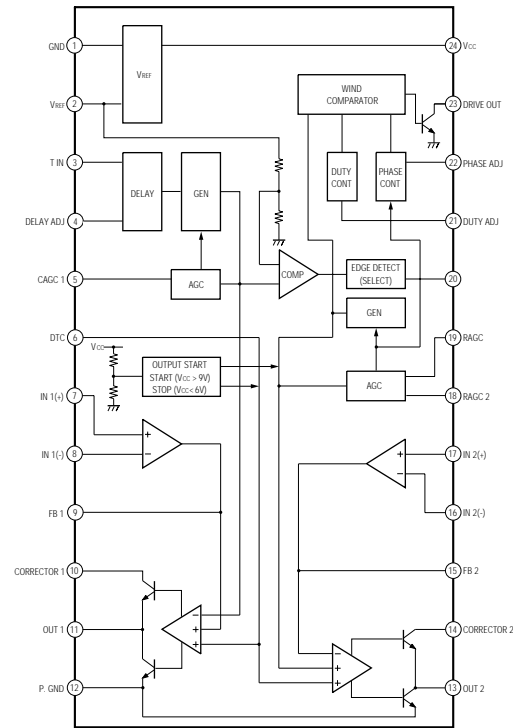 GND 1
VREF
24 Vcc
VREF 2
WIND
COMPARATOR
23 DRIVE OUT
T IN 3
DELAY
GEN
DUTY
CONT
PHASE
CONT
22 PHASE ADJ
DELAY ADJ 4
21 DUTY ADJ
CAGC 1 5
AGC
COMP
EDGE DETECT
(SELECT)
20
DTC 6
GEN
19 RAGC
Vcc
OUTPUT START
START (Vcc > 9V)
STOP (Vcc< 6V)
AGC
IN 1(+) 7
18 RAGC 2
+
−
IN 1(-) 8
17 IN 2(+)
+
−
16 IN 2(-)
FB 1 9
CORRECTOR 1 10
15 FB 2
OUT 1 11
−
+
+
14 CORRECTOR 2
−
+
+
P. GND 12
13 OUT 2